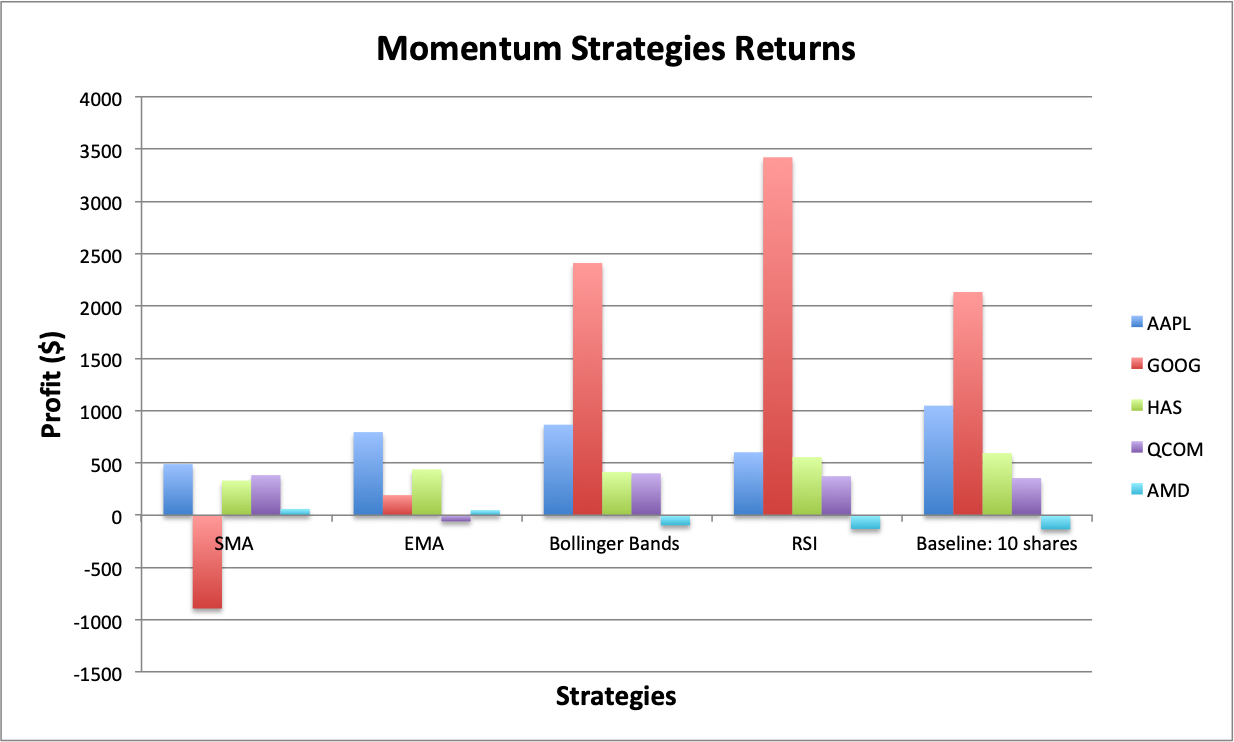 Momentum Strategies Returns
4000
3500
3000
2500
2000
1500
1000
500
0
-500
-1000
-1500
Profit ($)
SMA
EMA
Bollinger Bands
RSI
Baseline: 10 shares
Strategies
AAPL
GOOG
HAS
QCOM
AMD